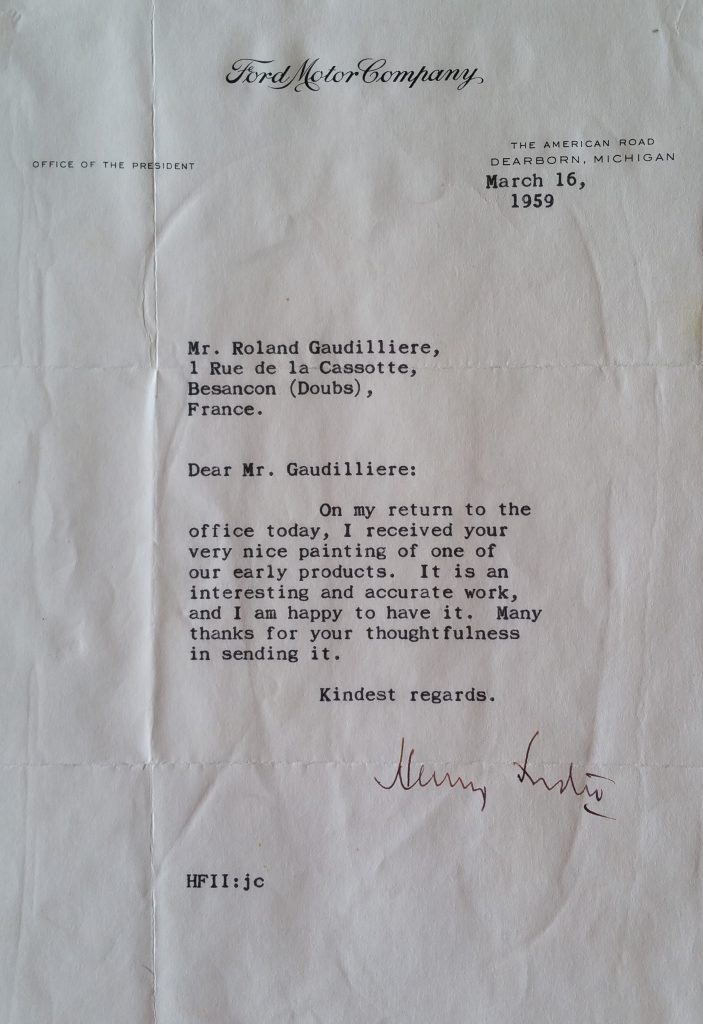 Ford Motor Company
OFFICE OF THE PRESIDENT
THE AMERICAN ROAD
DEARBORN, MICHIGAN
March 16,
1959
Mr. Roland Gaudilliere,
1 Rue de la Cassotte,
Besancon (Doubs),
France.
Dear Mr. Gaudilliere:
On my return to the
office today, I received your
very nice painting of one of
our early products. It is an
interesting and accurate work,
and I am happy to have it. Many
thanks for your thoughtfulness
in sending it.
Kindest regards.
Henry
HFII:jc